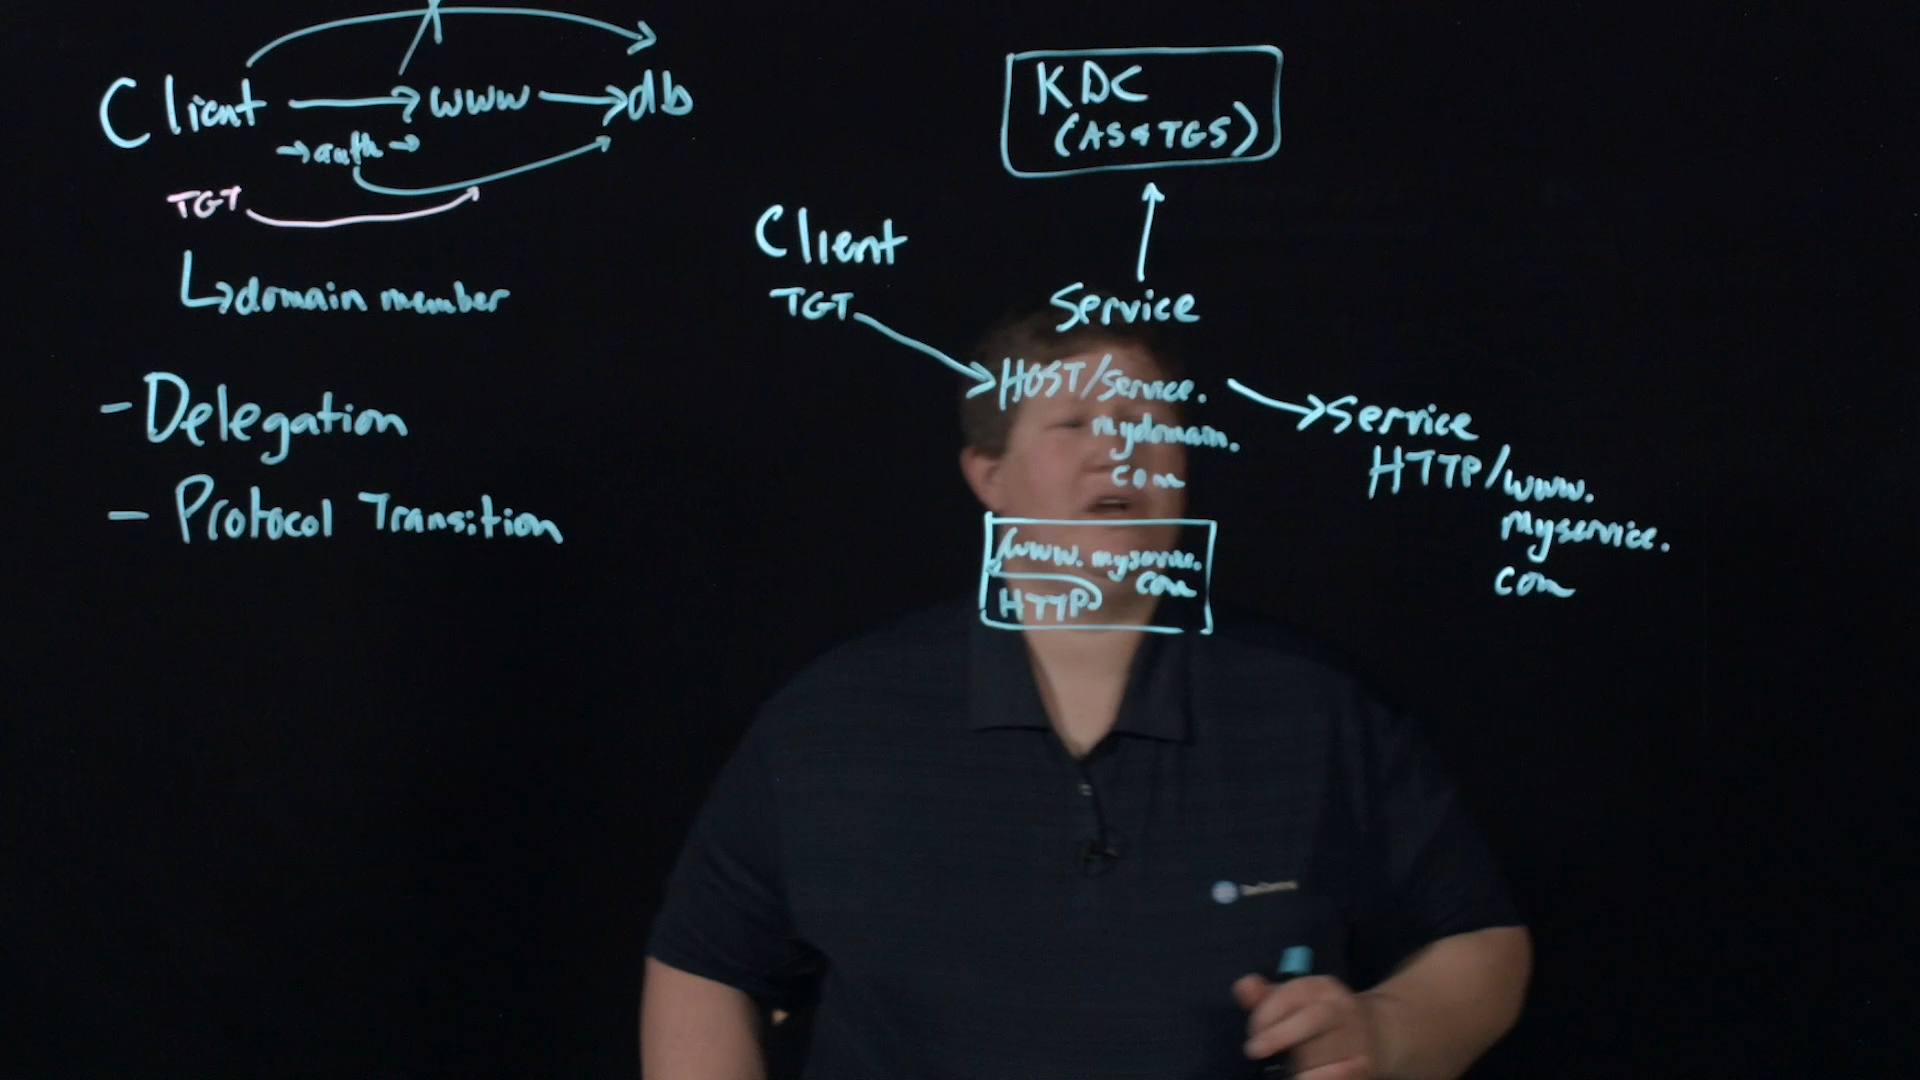 Client → www → db
→ auth →
TGT
↳ domain member
- Delegation
- Protocol Transition
KDC
(AS & TGS)
Client
TGT
Service
HOST/service.
mydomain.
com
www. myservice.
com
HTTP
Service
HTTP/www.
myservice.
com